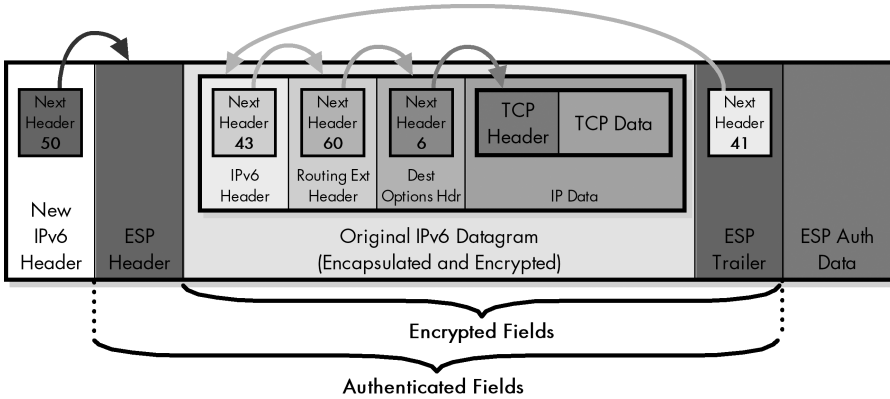 Next
Header
50
New
IPv6
Header
ESP
Header
Next
Header
43
IPv6
Header
Next
Header
60
Routing Ext
Header
Next
Header
6
Dest
Options Hdr
TCP
Header
TCP Data
IP Data
Original IPv6 Datagram
(Encapsulated and Encrypted)
Next
Header
41
ESP
Trailer
ESP Auth
Data
Encrypted Fields
Authenticated Fields